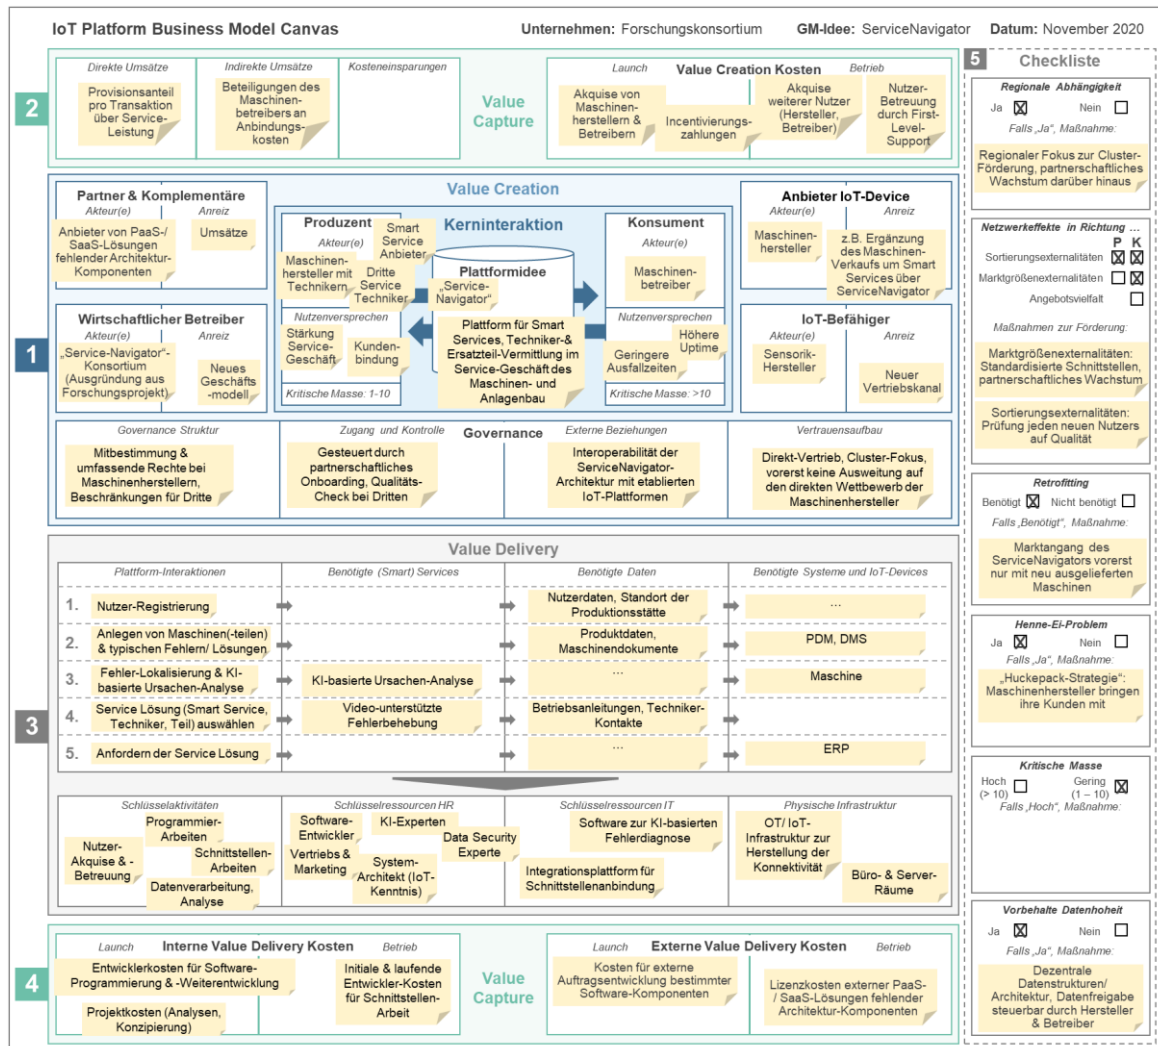 IoT Platform Business Model Canvas
Unternehmen: Forschungskonsortium
GM-Idee: ServiceNavigator
Datum: November 2020
2
Direkte Umsätze
Indirekte Umsätze
Kosteneinsparungen
Provisionsanteil
pro Transaktion
über Service-
Leistung
Beteiligungen des
Maschinen-
betreibers an
Anbindungs-
kosten
Value
Capture
Launch
Value Creation Kosten
Betrieb
Akquise von
Maschinen-
herstellern &
Betreibern
Incentivierungs-
zahlungen
Akquise
weiterer Nutzer
(Hersteller,
Betreiber)
Nutzer-
Betreuung
durch First-
Level-
Support
1
Value Creation
Partner & Komplementäre
Akteur(e)
Anreiz
Anbieter von PaaS-/
SaaS-Lösungen
fehlender Architektur-
Komponenten
Umsätze
Wirtschaftlicher Betreiber
Akteur(e)
Anreiz
„Service-Navigator“-
Konsortium
(Ausgründung aus
Forschungsprojekt)
Neues
Geschäfts
-modell
Kerninteraktion
Produzent
Akteur(e)
Smart
Service
Anbieter
Maschinen-
hersteller mit
Technikern
Dritte
Service
Techniker
Nutzenversprechen
Stärkung
Service-
Geschäft
Kunden-
bindung
Kritische Masse: 1-10
Plattformidee
„Service-
Navigator“
Plattform für Smart
Services, Techniker-&
Ersatzteil-Vermittlung im
Service-Geschäft des
Maschinen- und
Anlagenbau
Konsument
Akteur(e)
Maschinen-
betreiber
Nutzenversprechen
Höhere
Uptime
Geringere
Ausfallzeiten
Kritische Masse: >10
Anbieter IoT-Device
Akteur(e)
Anreiz
Maschinen-
hersteller
z.B. Ergänzung
des Maschinen-
Verkaufs um Smart
Services über
ServiceNavigator
IoT-Befähiger
Akteur(e)
Anreiz
Sensorik-
Hersteller
Neuer
Vertriebskanal
Governance Struktur
Zugang und Kontrolle
Governance
Externe Beziehungen
Vertrauensaufbau
Mitbestimmung &
umfassende Rechte bei
Maschinenherstellern,
Beschränkungen für Dritte
Gesteuert durch
partnerschaftliches
Onboarding, Qualitäts-
Check bei Dritten
Interoperabilität der
ServiceNavigator-
Architektur mit etablierten
IoT-Plattformen
Direkt-Vertrieb, Cluster-Fokus,
vorerst keine Ausweitung auf
den direkten Wettbewerb der
Maschinenhersteller
3
Value Delivery
Plattform-Interaktionen
Benötigte (Smart) Services
Benötigte Daten
Benötigte Systeme und IoT-Devices
1.
Nutzer-Registrierung
Nutzerdaten, Standort der
Produktionsstätte
...
2.
Anlegen von Maschinen(-teilen)
& typischen Fehlern/ Lösungen
Produktdaten,
Maschinendokumente
PDM, DMS
3.
Fehler-Lokalisierung & KI-
basierte Ursachen-Analyse
KI-basierte Ursachen-Analyse
...
Maschine
4.
Service Lösung (Smart Service,
Techniker, Teil) auswählen
Video-unterstützte
Fehlerbehebung
Betriebsanleitungen, Techniker-
Kontakte
5.
Anfordern der Service Lösung
...
ERP
Schlüsselaktivitäten
Schlüsselressourcen HR
Schlüsselressourcen IT
Physische Infrastruktur
Programmier-
Arbeiten
Nutzer-
Akquise & -
Betreuung
Schnittstellen-
Arbeiten
Datenverarbeitung,
Analyse
Software-
Entwickler
KI-Experten
Data Security
Experte
Vertriebs &
Marketing
System-
Architekt (IoT-
Kenntnis)
Software zur KI-basierten
Fehlerdiagnose
Integrationsplattform für
Schnittstellenanbindung
OT/ IoT-
Infrastruktur zur
Herstellung der
Konnektivität
Büro- & Server-
Räume
4
Launch
Interne Value Delivery Kosten
Betrieb
Entwicklerkosten für Software-
Programmierung & -Weiterentwicklung
Projektkosten (Analysen,
Konzipierung)
Initiale & laufende
Entwickler-Kosten
für Schnittstellen-
Arbeit
Value
Capture
Launch
Externe Value Delivery Kosten
Betrieb
Kosten für externe
Auftragsentwicklung bestimmter
Software-Komponenten
Lizenzkosten externer PaaS-
/ SaaS-Lösungen fehlender
Architektur-Komponenten
5
Checkliste
Regionale Abhängigkeit
Ja
Nein
Falls „Ja“, Maßnahme:
Regionaler Fokus zur Cluster-
Förderung, partnerschaftliches
Wachstum darüber hinaus
Netzwerkeffekte in Richtung ...
P K
Sortierungsexternalitäten
Marktgrößenexternalitäten
Angebotsvielfalt
Maßnahmen zur Förderung:
Marktgrößenexternalitäten:
Standardisierte Schnittstellen,
partnerschaftliches Wachstum
Sortierungsexternalitäten:
Prüfung jeden neuen Nutzers
auf Qualität
Retrofitting
Benötigt
Nicht benötigt
Falls „Benötigt“, Maßnahme:
Marktangang des
ServiceNavigators vorerst
nur mit neu ausgelieferten
Maschinen
Henne-Ei-Problem
Ja
Nein
Falls „Ja“, Maßnahme:
„Huckepack-Strategie“:
Maschinenhersteller bringen
ihre Kunden mit
Kritische Masse
Hoch
(> 10)
Gering
(1 – 10)
Falls „Hoch“, Maßnahme:
Vorbehalte Datenhoheit
Ja
Nein
Falls „Ja“, Maßnahme:
Dezentrale
Datenstrukturen/
Architektur, Datenfreigabe
steuerbar durch Hersteller
& Betreiber